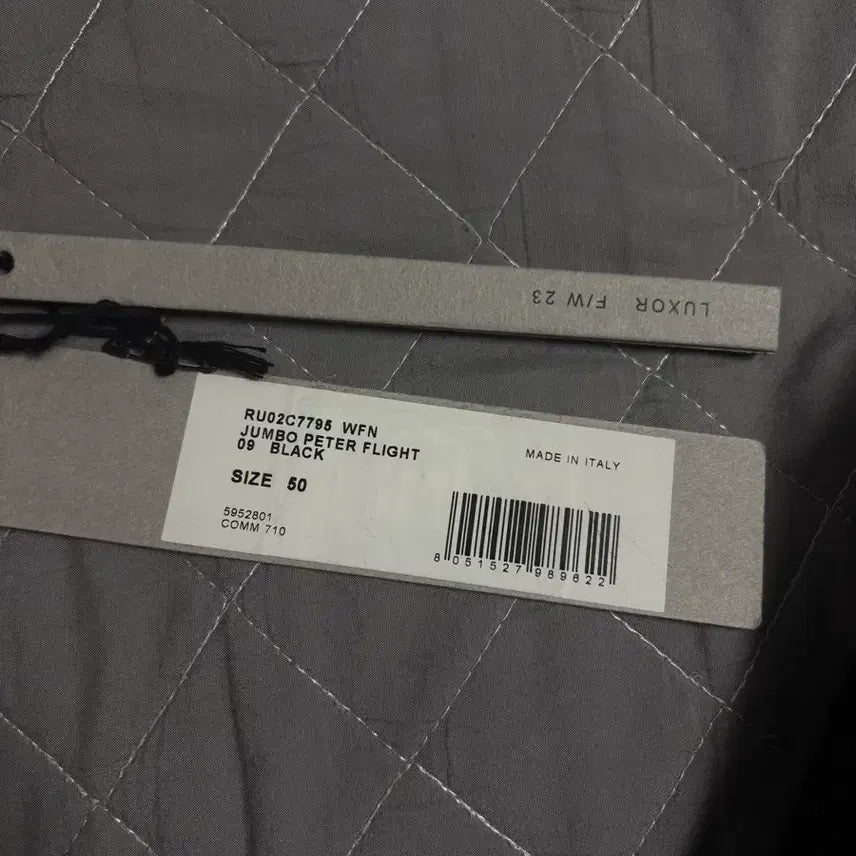 LUXOR F/W 23
RU02C7795 WFN
JUMBO PETER FLIGHT
09 BLACK
SIZE 50
5952801
COMM 710
MADE IN ITALY
8 051527 989622